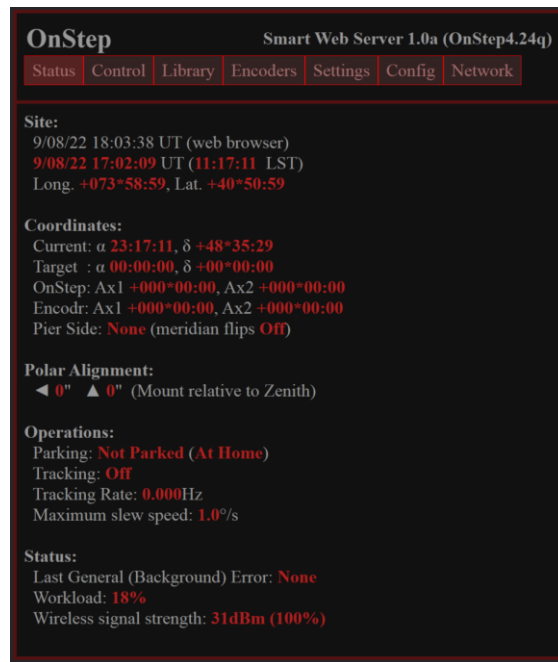 OnStep
Smart Web Server 1.0a (OnStep4.24q)
Status Control Library Encoders Settings Config Network
Site:
9/08/22 18:03:38 UT (web browser)
9/08/22 17:02:09 UT (11:17:11 LST)
Long. +073*58:59, Lat. +40*50:59
Coordinates:
Current: α 23:17:11, δ +48*35:29
Target : α 00:00:00, δ +00*00:00
OnStep: Ax1 +000*00:00, Ax2 +000*00:00
Encodr: Ax1 +000*00:00, Ax2 +000*00:00
Pier Side: None (meridian flips Off)
Polar Alignment:
◄ 0" ▲ 0" (Mount relative to Zenith)
Operations:
Parking: Not Parked (At Home)
Tracking: Off
Tracking Rate: 0.000Hz
Maximum slew speed: 1.0°/s
Status:
Last General (Background) Error: None
Workload: 18%
Wireless signal strength: 31dBm (100%)